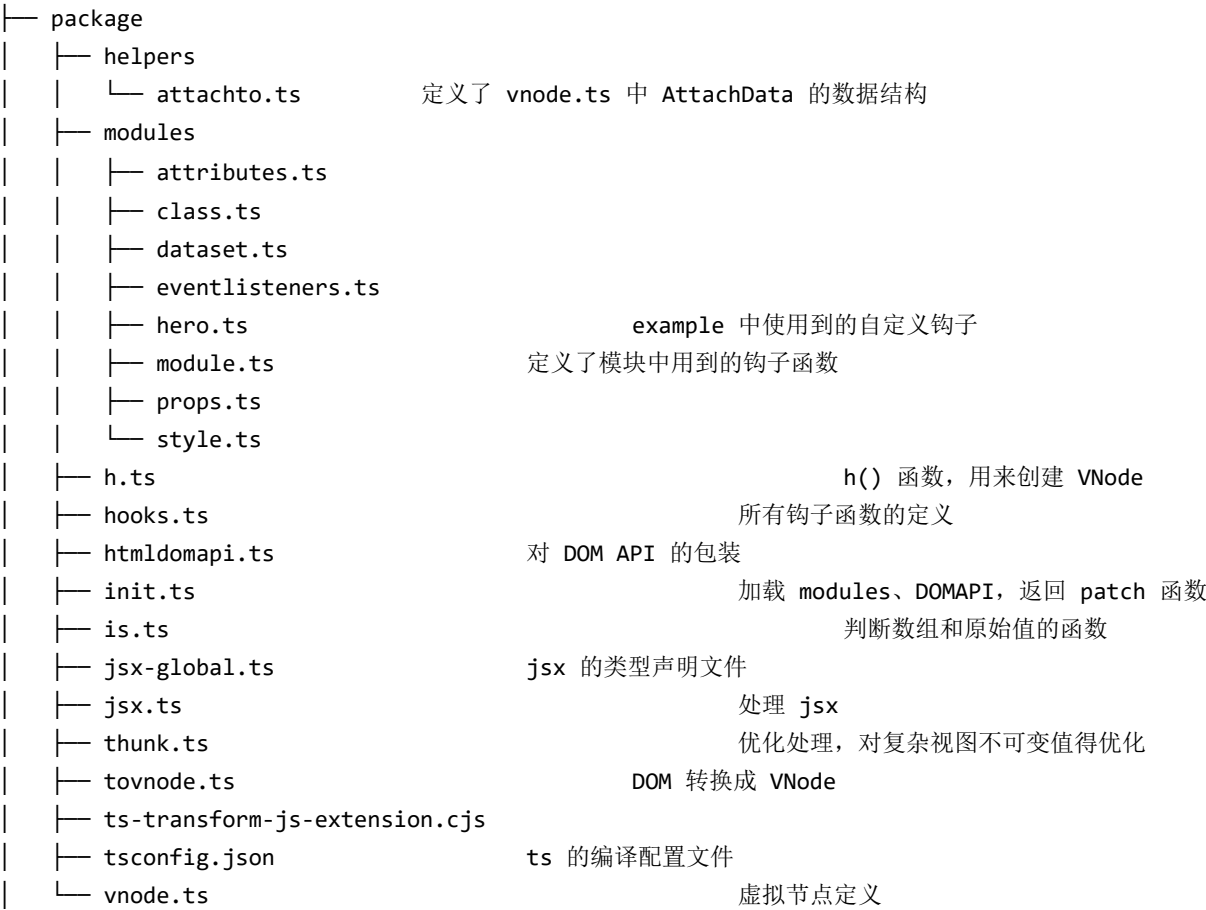 ├── package
│   ├── helpers
│   │   └── attachto.ts 定义了 vnode.ts 中 AttachData 的数据结构
│   ├── modules
│   │   ├── attributes.ts
│   │   ├── class.ts
│   │   ├── dataset.ts
│   │   ├── eventlisteners.ts
│   │   ├── hero.ts example 中使用到的自定义钩子
│   │   ├── module.ts 定义了模块中用到的钩子函数
│   │   ├── props.ts
│   │   └── style.ts
│   ├── h.ts h() 函数，用来创建 VNode
│   ├── hooks.ts 所有钩子函数的定义
│   ├── htmldomapi.ts 对 DOM API 的包装
│   ├── init.ts 加载 modules、DOMAPI，返回 patch 函数
│   ├── is.ts 判断数组和原始值的函数
│   ├── jsx-global.ts jsx 的类型声明文件
│   ├── jsx.ts 处理 jsx
│   ├── thunk.ts 优化处理，对复杂视图不可变值得优化
│   ├── tovnode.ts DOM 转换成 VNode
│   ├── ts-transform-js-extension.cjs
│   ├── tsconfig.json ts 的编译配置文件
│   └── vnode.ts 虚拟节点定义